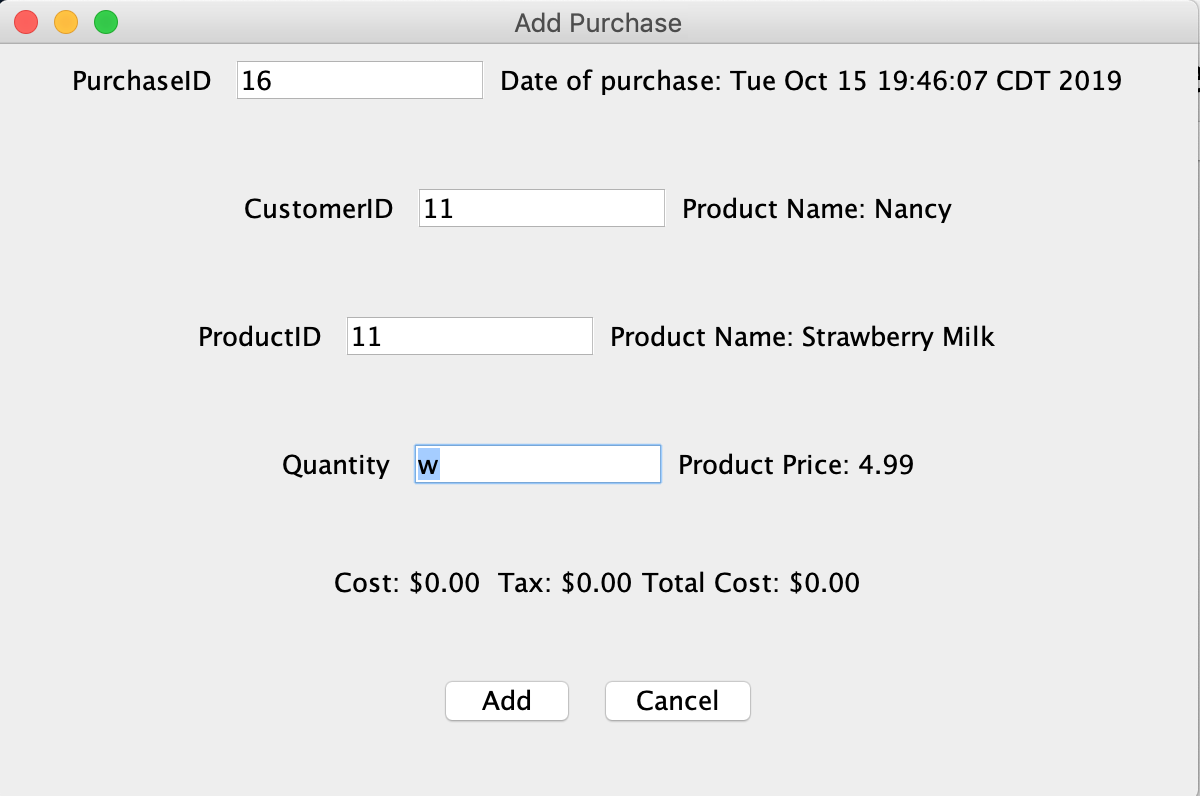 Add Purchase
PurchaseID 16 Date of purchase: Tue Oct 15 19:46:07 CDT 2019
CustomerID 11 Product Name: Nancy
ProductID 11 Product Name: Strawberry Milk
Quantity w Product Price: 4.99
Cost: $0.00 Tax: $0.00 Total Cost: $0.00
Add Cancel